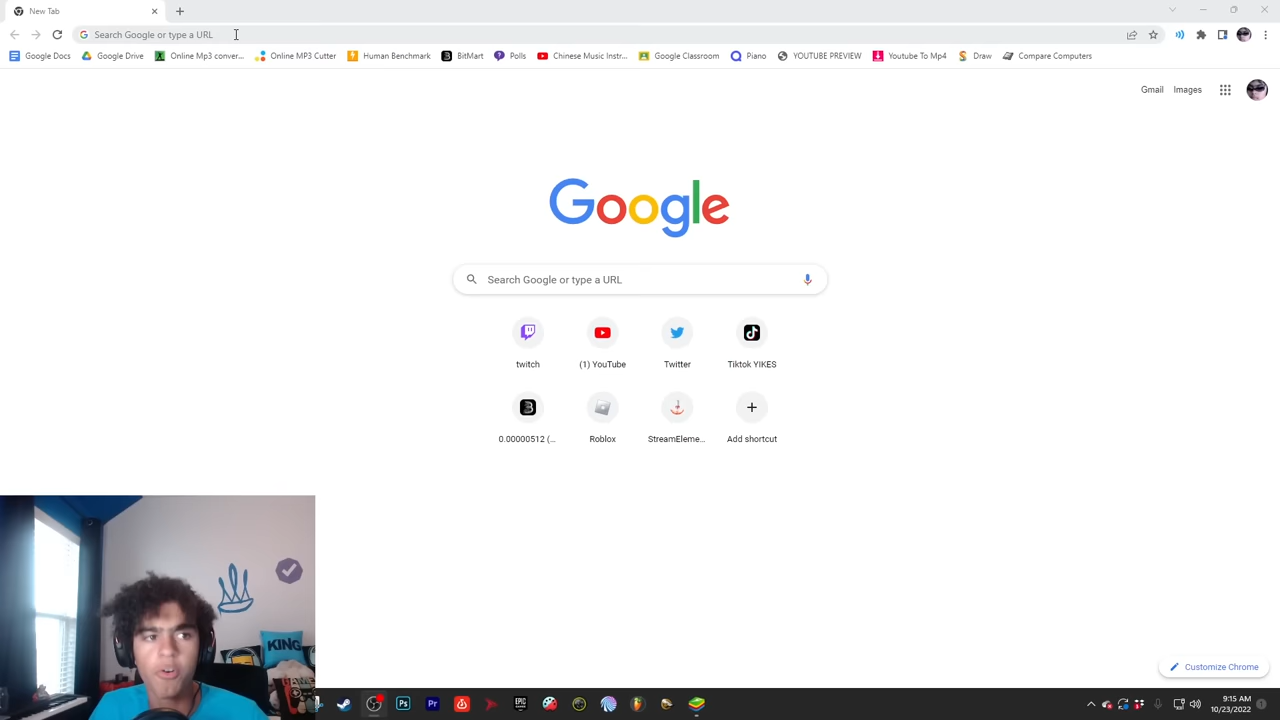 New Tab
Search Google or type a URL
Google Docs Google Drive Online Mp3 conver... Online MP3 Cutter Human Benchmark BitMart Polls Chinese Music Instr... Google Classroom Piano YOUTUBE PREVIEW Youtube To Mp4 Draw Compare Computers
Gmail Images
Google
Search Google or type a URL
twitch (1) YouTube Twitter Tiktok YIKES
0.00000512 (... Roblox StreamEleme... Add shortcut
KING
Customize Chrome
Ps Pr EPIC
9:15 AM
10/23/2022